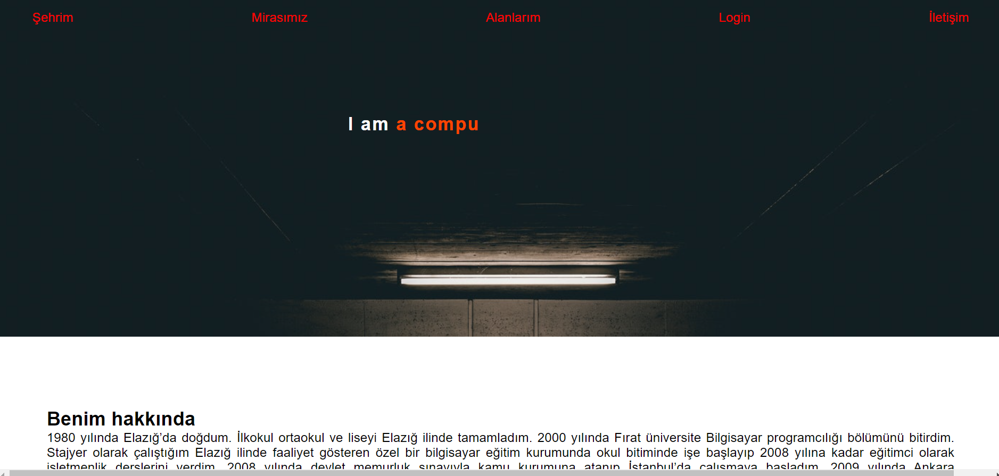 Şehrim Mirasımız Alanlarım Login İletişim
I am a compu
Benim hakkında
1980 yılında Elazığ’da doğdum. İlkokul ortaokul ve liseyi Elazığ ilinde tamamladım. 2000 yılında Fırat üniversite Bilgisayar programcılığı bölümünü bitirdim.
Stajyer olarak çalıştığım Elazığ ilinde faaliyet gösteren özel bir bilgisayar eğitim kurumunda okul bitiminde işe başlayıp 2008 yılına kadar eğitimci olarak
işletmenlik derslerini verdim. 2008 yılında devlet memurluk sınavıyla kamu kurumuna atanıp İstanbul’da çalışmaya başladım. 2009 yılında Ankara